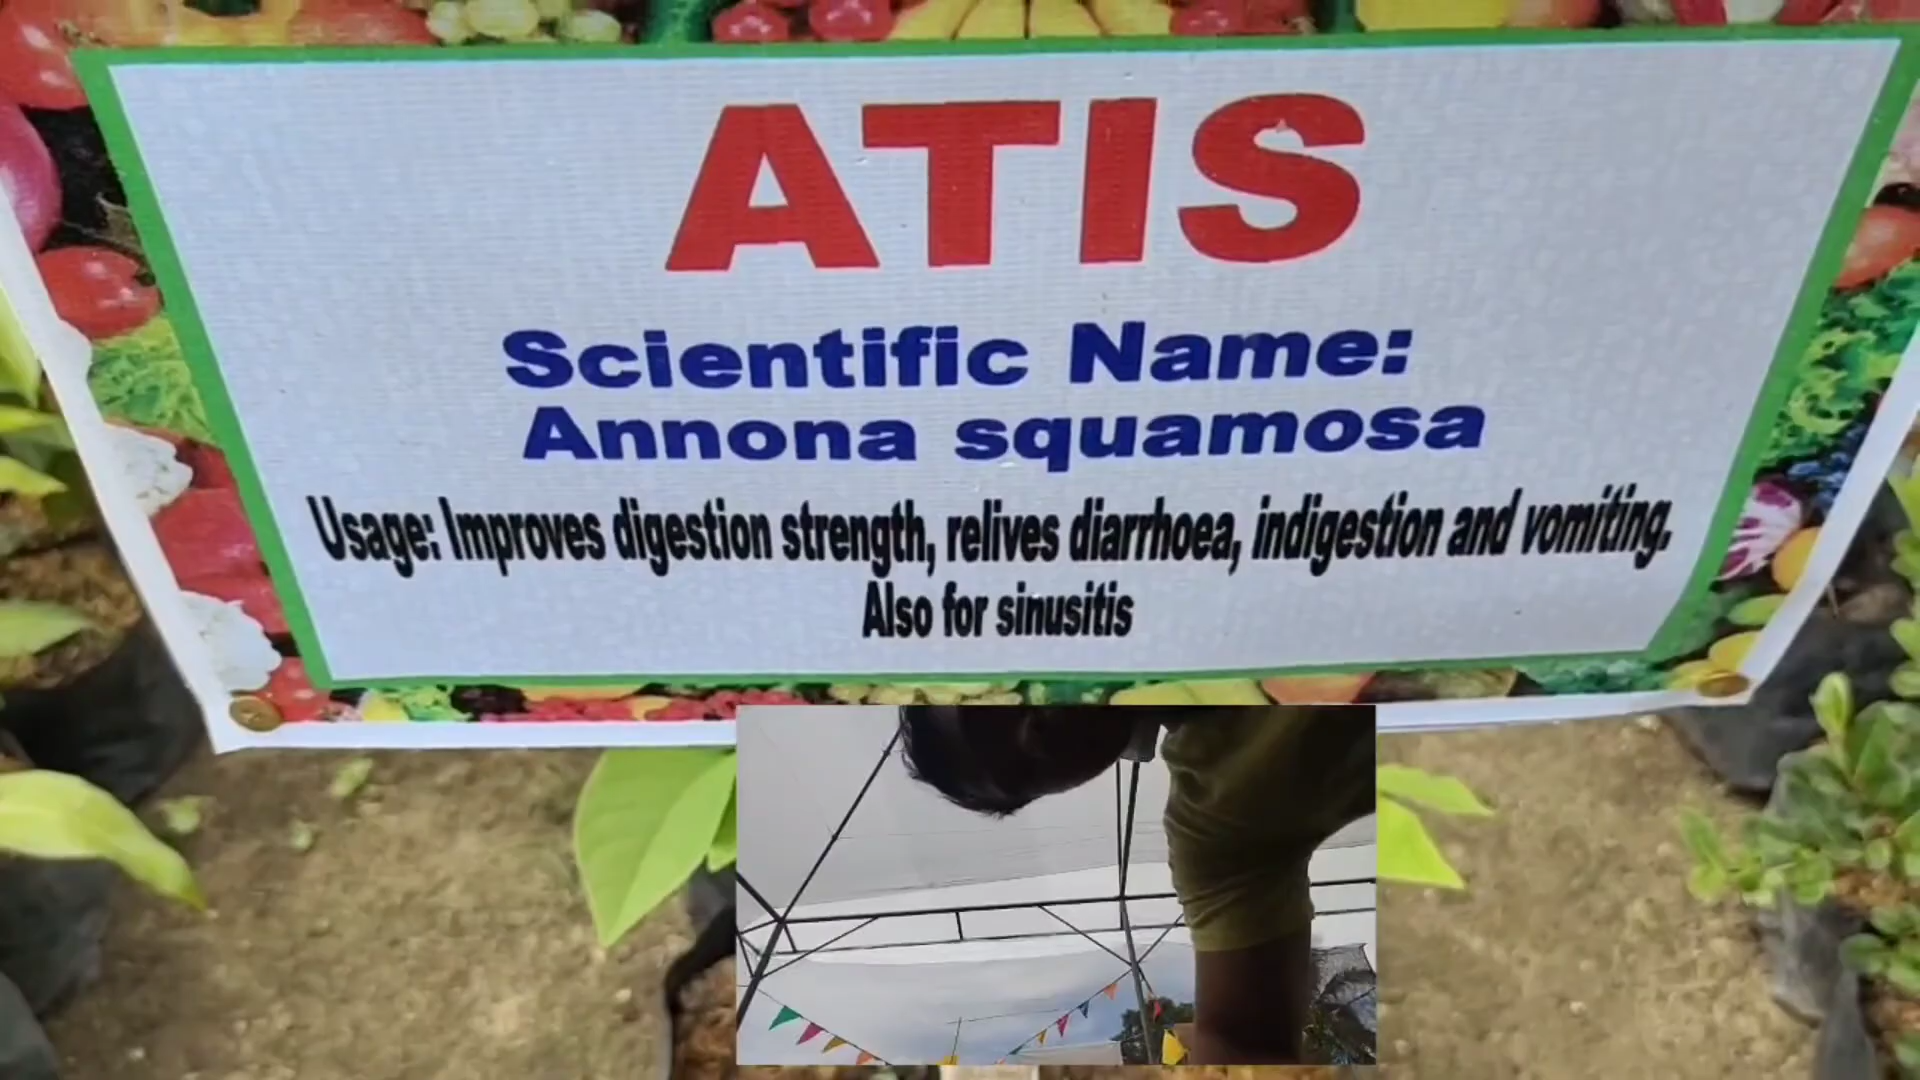 ATIS
Scientific Name:
Annona squamosa
Usage: Improves digestion strength, relives diarrhoea, indigestion and vomiting.
Also for sinusitis